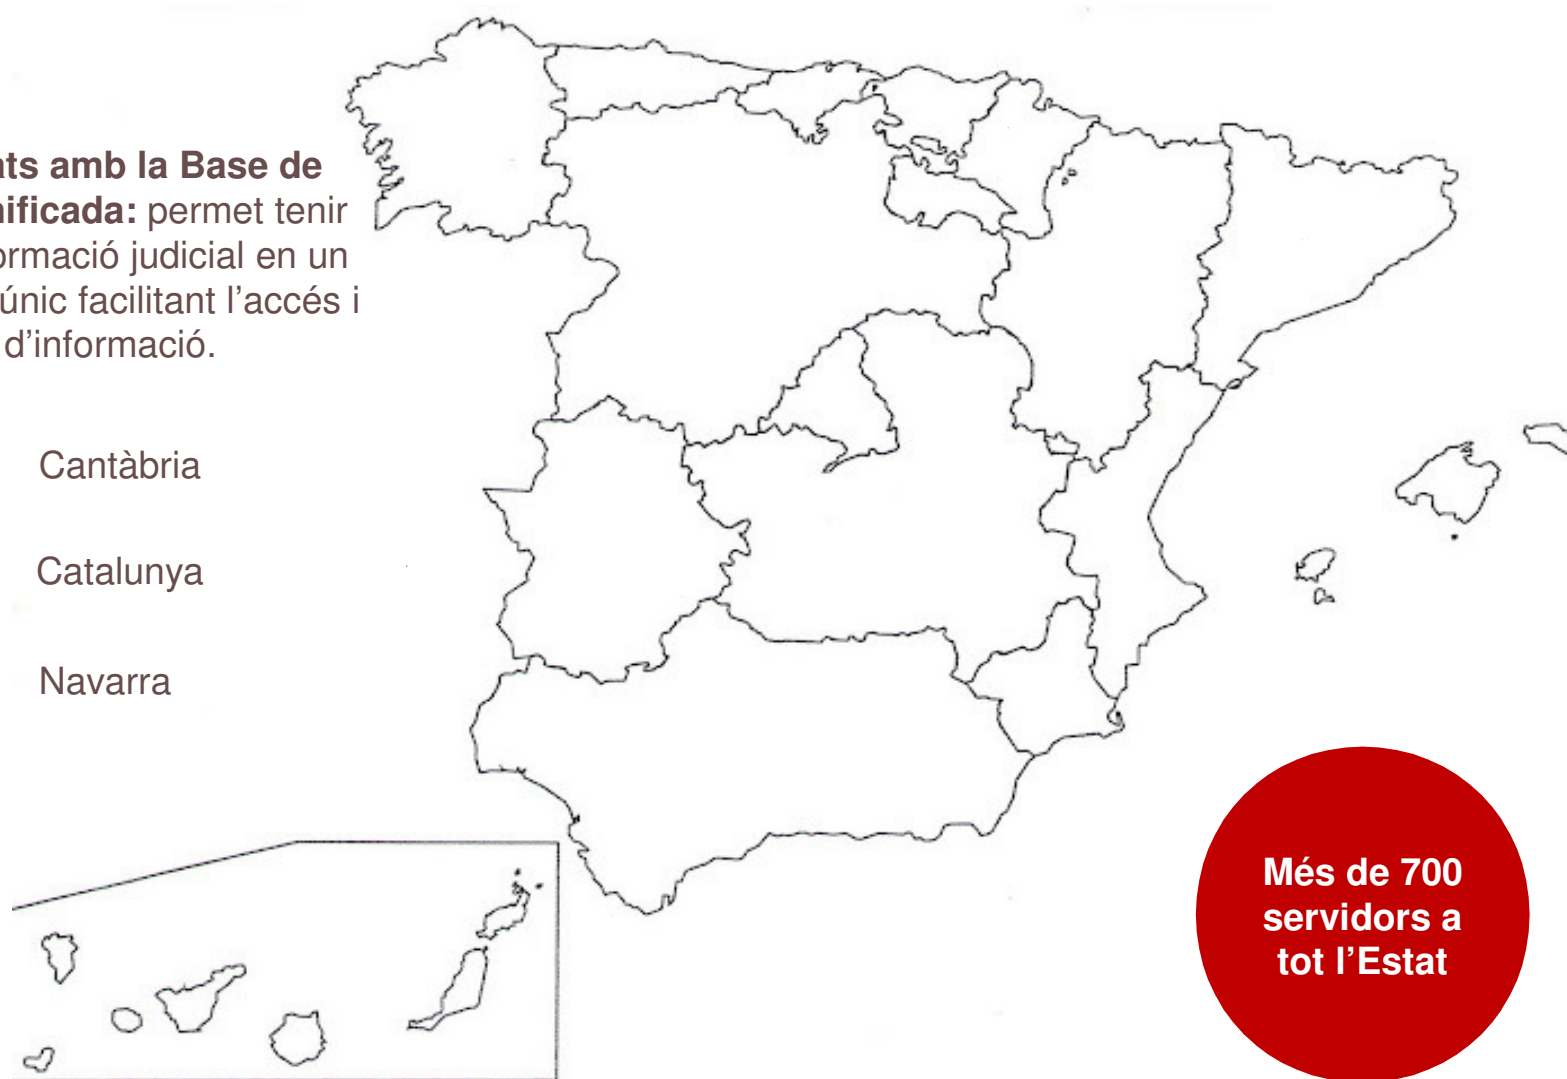 ats amb la Base de
nificada: permet tenir
ormació judicial en un
únic facilitant l’accés i
d’informació.
Cantàbria
Catalunya
Navarra
Més de 700
servidors a
tot l’Estat